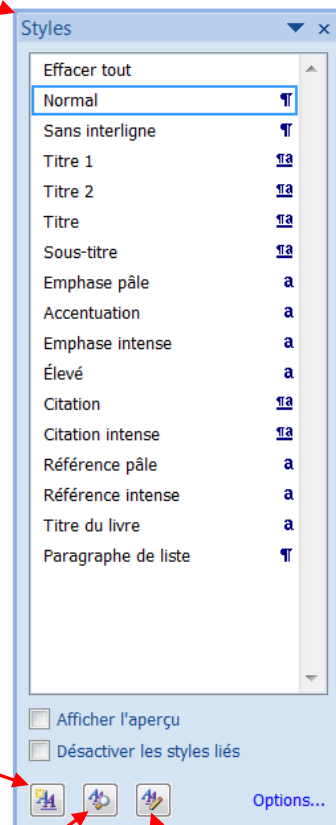 Styles
Effacer tout
Normal ¶
Sans interligne ¶
Titre 1 ¶a
Titre 2 ¶a
Titre ¶a
Sous-titre ¶a
Emphase pâle a
Accentuation a
Emphase intense a
Élevé a
Citation ¶a
Citation intense ¶a
Référence pâle a
Référence intense a
Titre du livre a
Paragraphe de liste ¶
Afficher l'aperçu
Désactiver les styles liés
Options...